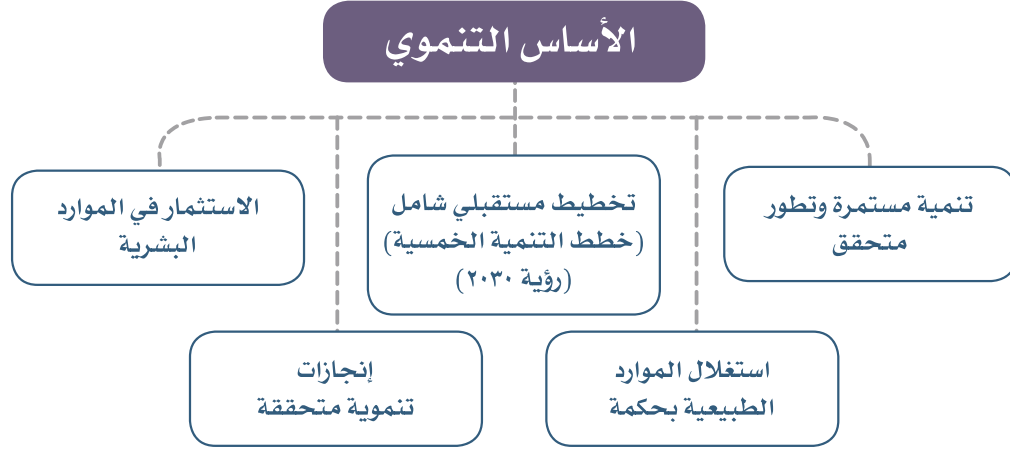 الأساس التنموي
تنمية مستمرة وتطور
متحقق
تخطيط مستقبلي شامل
(خطط التنمية الخمسية)
(رؤية ٢٠٣٠)
الاستثمار في الموارد
البشرية
استغلال الموارد
الطبيعية بحكمة
إنجازات
تنموية متحققة